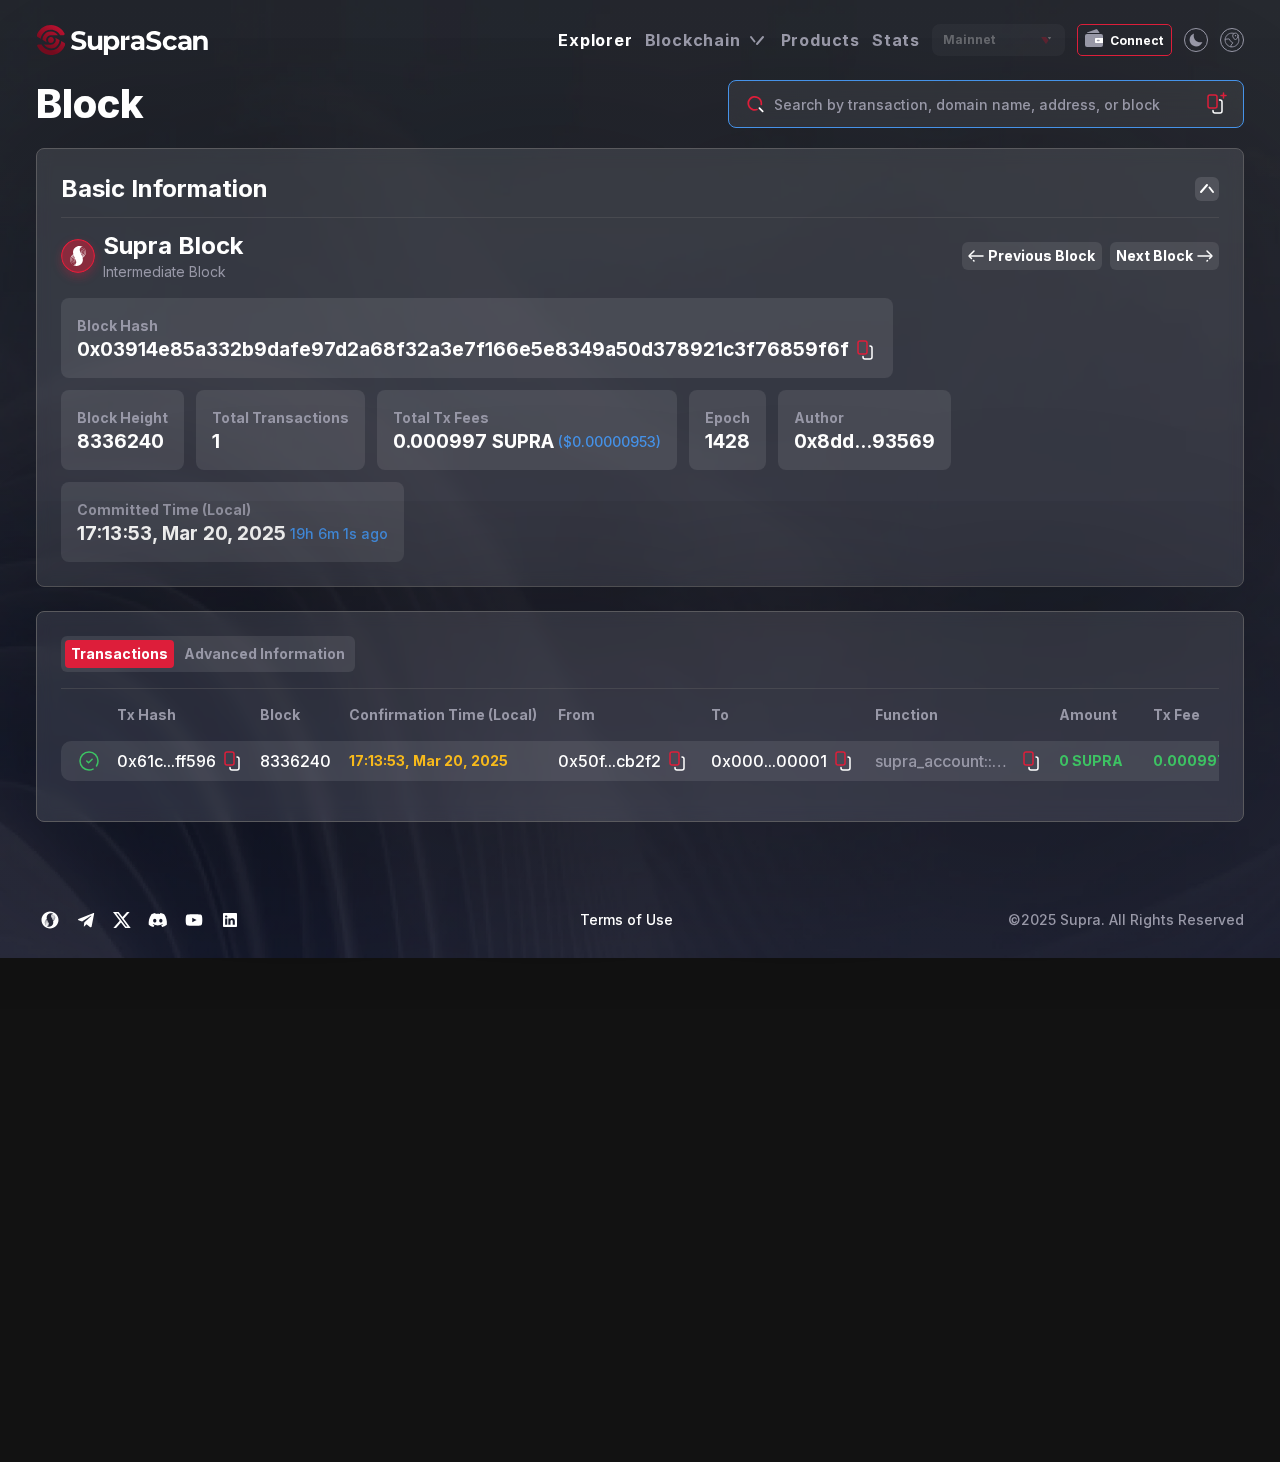 SupraScan
Explorer Blockchain Products Stats Mainnet Connect
Block
Search by transaction, domain name, address, or block
Basic Information
Supra Block
Intermediate Block
Previous Block Next Block
Block Hash
0x03914e85a332b9dafe97d2a68f32a3e7f166e5e8349a50d378921c3f76859f6f
Block Height Total Transactions Total Tx Fees Epoch Author
8336240 1 0.000997 SUPRA ($0.00000953) 1428 0x8dd...93569
Committed Time (Local)
17:13:53, Mar 20, 2025 19h 6m 1s ago
Transactions Advanced Information
Tx Hash Block Confirmation Time (Local) From To Function Amount Tx Fee
0x61c...ff596 8336240 17:13:53, Mar 20, 2025 0x50f...cb2f2 0x000...00001 supra_account::... 0 SUPRA 0.000997
Terms of Use ©2025 Supra. All Rights Reserved